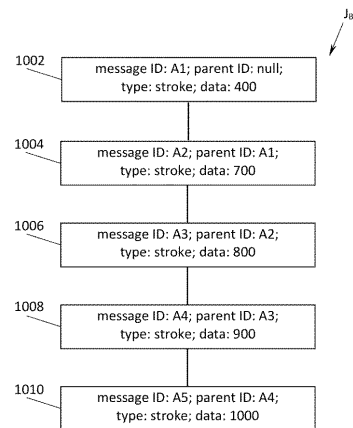 J_B
1002
message ID: A1; parent ID: null;
type: stroke; data: 400
1004
message ID: A2; parent ID: A1;
type: stroke; data: 700
1006
message ID: A3; parent ID: A2;
type: stroke; data: 800
1008
message ID: A4; parent ID: A3;
type: stroke; data: 900
1010
message ID: A5; parent ID: A4;
type: stroke; data: 1000